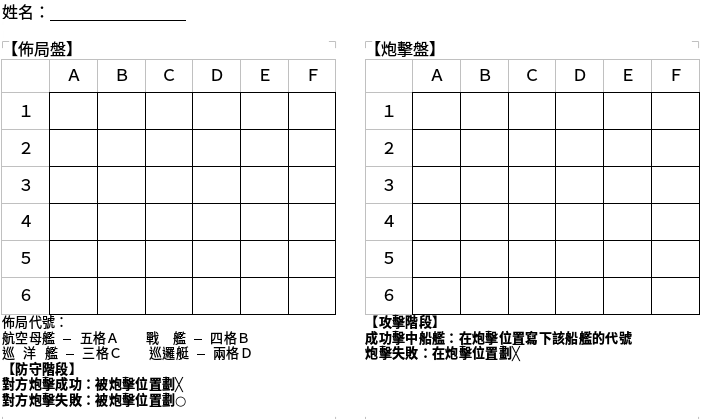 姓名：
【佈局盤】
A B C D E F
1
2
3
4
5
6
佈局代號：
航空母艦 － 五格A 戰 艦 － 四格B
巡 洋 艦 － 三格C 巡邏艇 － 兩格D
【防守階段】
對方炮擊成功：被炮擊位置劃╳
對方炮擊失敗：被炮擊位置劃○
【炮擊盤】
A B C D E F
1
2
3
4
5
6
【攻擊階段】
成功擊中船艦：在炮擊位置寫下該船艦的代號
炮擊失敗：在炮擊位置劃╳